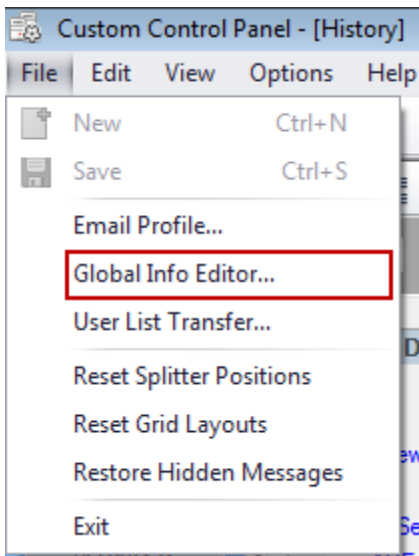 Custom Control Panel - [History]
File Edit View Options Help
New Ctrl+N
Save Ctrl+S
Email Profile...
Global Info Editor...
User List Transfer...
Reset Splitter Positions
Reset Grid Layouts
Restore Hidden Messages
Exit